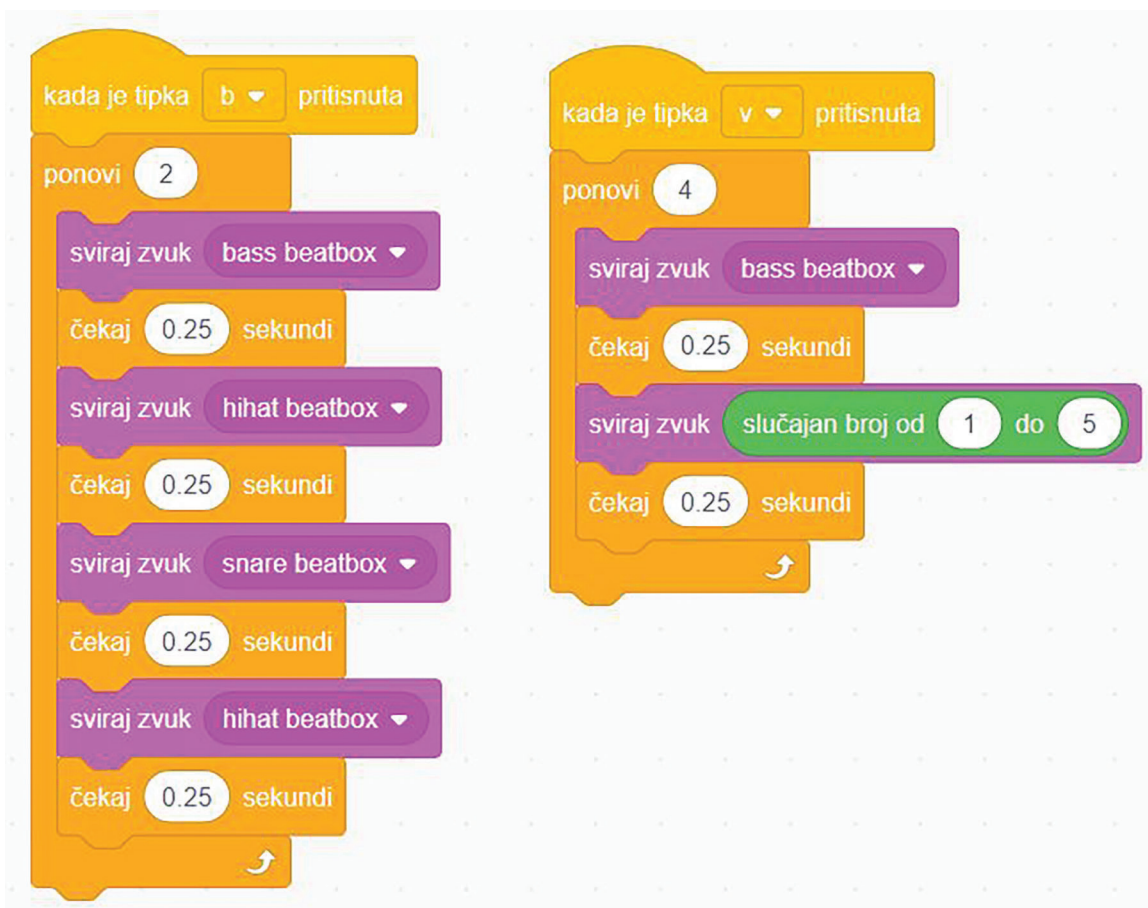 kada je tipka b pritisnuta
ponovi 2
sviraj zvuk bass beatbox
čekaj 0.25 sekundi
sviraj zvuk hihat beatbox
čekaj 0.25 sekundi
sviraj zvuk snare beatbox
čekaj 0.25 sekundi
sviraj zvuk hihat beatbox
čekaj 0.25 sekundi
kada je tipka v pritisnuta
ponovi 4
sviraj zvuk bass beatbox
čekaj 0.25 sekundi
sviraj zvuk slučajan broj od 1 do 5
čekaj 0.25 sekundi